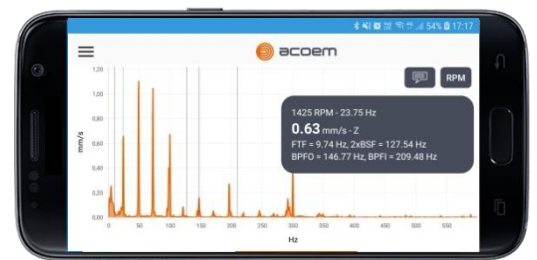 54% 17:17
acoem
RPM
1425 RPM - 23.75 Hz
0.63 mm/s - Z
FTF = 9.74 Hz, 2xBSF = 127.54 Hz
BPFO = 146.77 Hz, BPFI = 209.48 Hz
mm/s
1,20
1,00
0,80
0,60
0,40
0,20
0,00
0 50 100 150 200 250 300 350 400 450 500 550
Hz